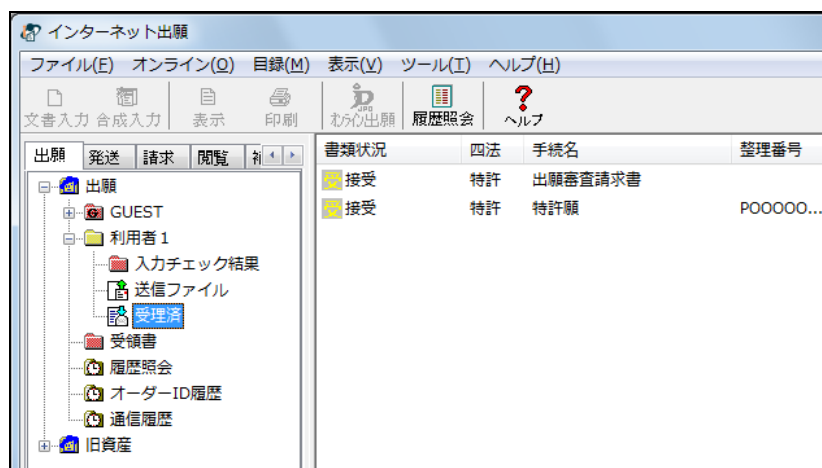 インターネット出願
ファイル(F) オンライン(O) 目録(M) 表示(V) ツール(T) ヘルプ(H)
文書入力 合成入力 表示 印刷 ｵﾝﾗｲﾝ出願 履歴照会 ヘルプ
出願 発送 請求 閲覧
書類状況 四法 手続名 整理番号
接受 特許 出願審査請求書
接受 特許 特許願 POOOOO...
出願
GUEST
利用者1
入力チェック結果
送信ファイル
受理済
受領書
履歴照会
オーダーID履歴
通信履歴
旧資産